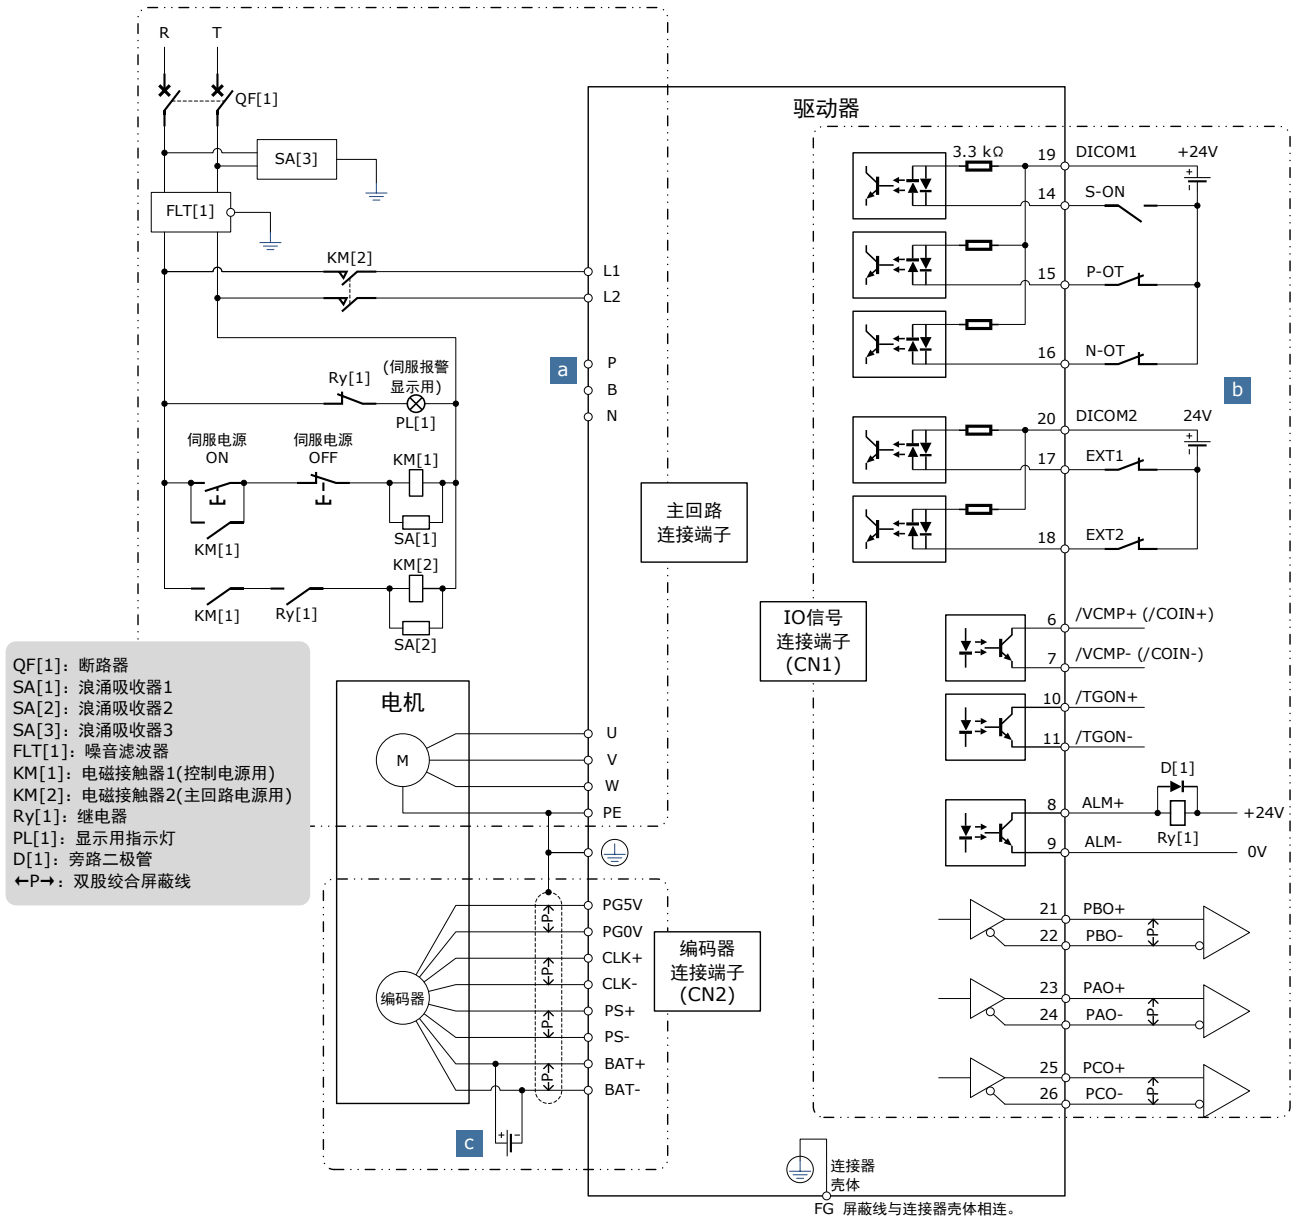 R
T
QF[1]
SA[3]
FLT[1]
KM[2]
L1
L2
a
P
B
N
Ry[1]
(伺服报警
显示用)
PL[1]
伺服电源
ON
伺服电源
OFF
KM[1]
SA[1]
KM[1]
KM[2]
KM[1]
Ry[1]
SA[2]
主回路
连接端子
QF[1]：断路器
SA[1]：浪涌吸收器1
SA[2]：浪涌吸收器2
SA[3]：浪涌吸收器3
FLT[1]：噪音滤波器
KM[1]：电磁接触器1(控制电源用)
KM[2]：电磁接触器2(主回路电源用)
Ry[1]：继电器
PL[1]：显示用指示灯
D[1]：旁路二极管
←P→：双股绞合屏蔽线
电机
M
U
V
W
PE
编码器
P
P
P
P
PG5V
PG0V
CLK+
CLK-
PS+
PS-
BAT+
BAT-
c
+ -
编码器
连接端子
(CN2)
驱动器
3.3 kΩ
19 DICOM1
+24V
+
-
14 S-ON
15 P-OT
16 N-OT
b
20 DICOM2
24V
+
-
17 EXT1
18 EXT2
IO信号
连接端子
(CN1)
6 /VCMP+ (/COIN+)
7 /VCMP- (/COIN-)
10 /TGON+
11 /TGON-
D[1]
8 ALM+
+24V
Ry[1]
9 ALM-
0V
21 PBO+
22 PBO-
P
23 PAO+
24 PAO-
P
25 PCO+
26 PCO-
P
连接器
壳体
FG 屏蔽线与连接器壳体相连。